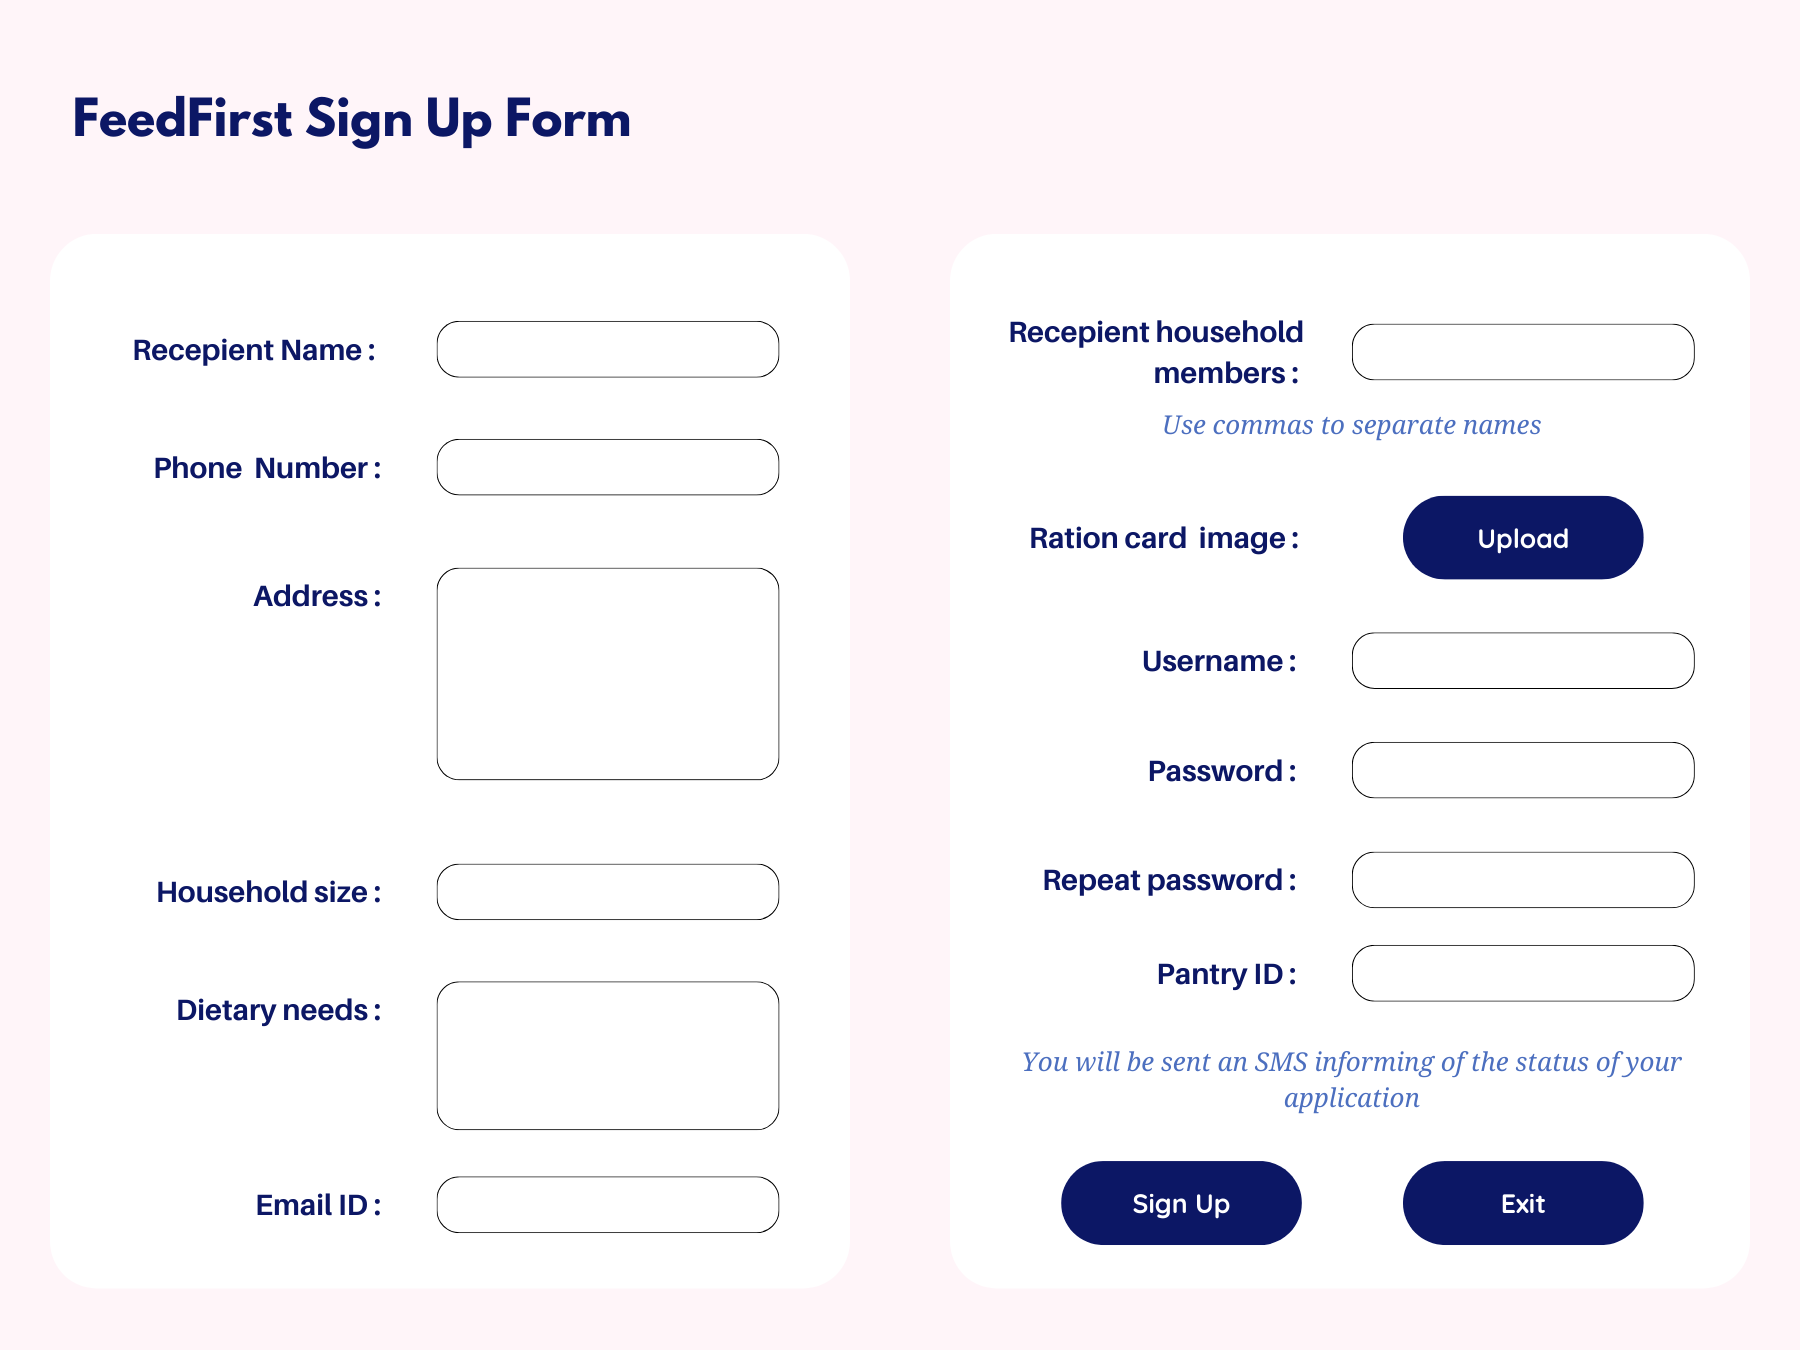 FeedFirst Sign Up Form
Recepient Name :
Phone  Number :
Address :
Household size :
Dietary needs :
Email ID :
Recepient household
members :
Use commas to separate names
Ration card  image :
Upload
Username :
Password :
Repeat password :
Pantry ID :
You will be sent an SMS informing of the status of your
application
Sign Up
Exit